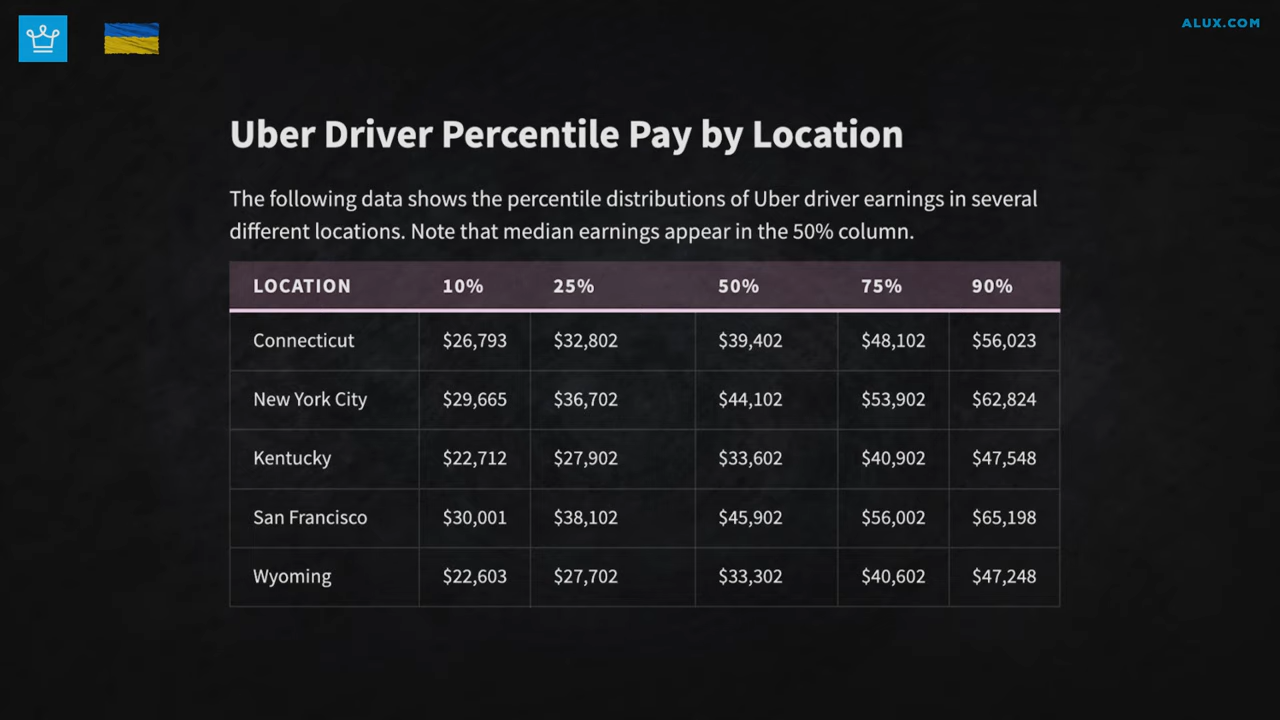 ALUX.COM
Uber Driver Percentile Pay by Location
The following data shows the percentile distributions of Uber driver earnings in several
different locations. Note that median earnings appear in the 50% column.
LOCATION 10% 25% 50% 75% 90%
Connecticut $26,793 $32,802 $39,402 $48,102 $56,023
New York City $29,665 $36,702 $44,102 $53,902 $62,824
Kentucky $22,712 $27,902 $33,602 $40,902 $47,548
San Francisco $30,001 $38,102 $45,902 $56,002 $65,198
Wyoming $22,603 $27,702 $33,302 $40,602 $47,248